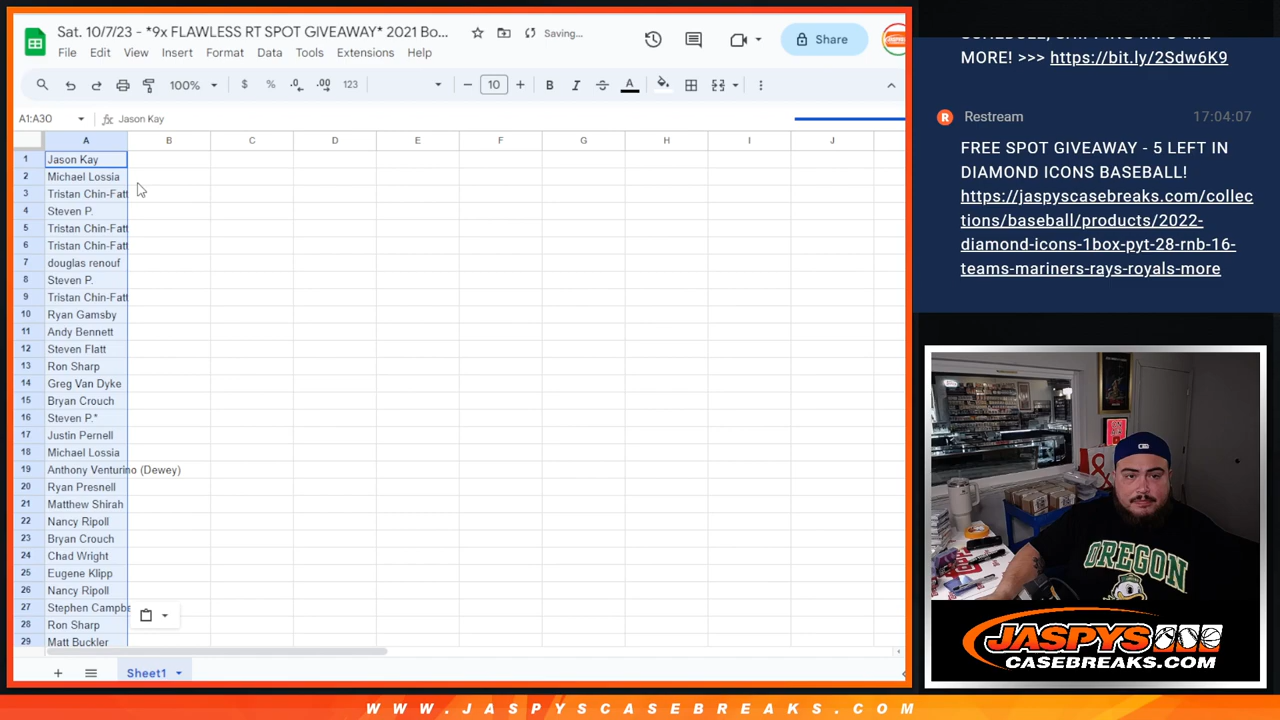 Sat. 10/7/23 - *9x FLAWLESS RT SPOT GIVEAWAY* 2021 Bo...
Saving...
File Edit View Insert Format Data Tools Extensions Help
Share
100% $ % .0 .00 123 10 B I A
A1:A30 fx Jason Kay
A B C D E F G H I J
1 Jason Kay
2 Michael Lossia
3 Tristan Chin-Fatt
4 Steven P.
5 Tristan Chin-Fatt
6 Tristan Chin-Fatt
7 douglas renouf
8 Steven P.
9 Tristan Chin-Fatt
10 Ryan Gamsby
11 Andy Bennett
12 Steven Flatt
13 Ron Sharp
14 Greg Van Dyke
15 Bryan Crouch
16 Steven P.*
17 Justin Pernell
18 Michael Lossia
19 Anthony Venturino (Dewey)
20 Ryan Presnell
21 Matthew Shirah
22 Nancy Ripoll
23 Bryan Crouch
24 Chad Wright
25 Eugene Klipp
26 Nancy Ripoll
27 Stephen Campbe
28 Ron Sharp
29 Matt Buckler
Sheet1
MORE! >>> https://bit.ly/2Sdw6K9
R Restream 17:04:07
FREE SPOT GIVEAWAY - 5 LEFT IN
DIAMOND ICONS BASEBALL!
https://jaspyscasebreaks.com/collec
tions/baseball/products/2022-
diamond-icons-1box-pyt-28-rnb-16-
teams-mariners-rays-royals-more
OREGON
JASPYS
CASEBREAKS.COM
WWW.JASPYSCASEBREAKS.COM